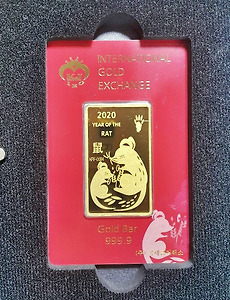 INTERNATIONAL
GOLD
EXCHANGE
2020
YEAR OF THE
RAT
鼠
Gold Bar
999.9